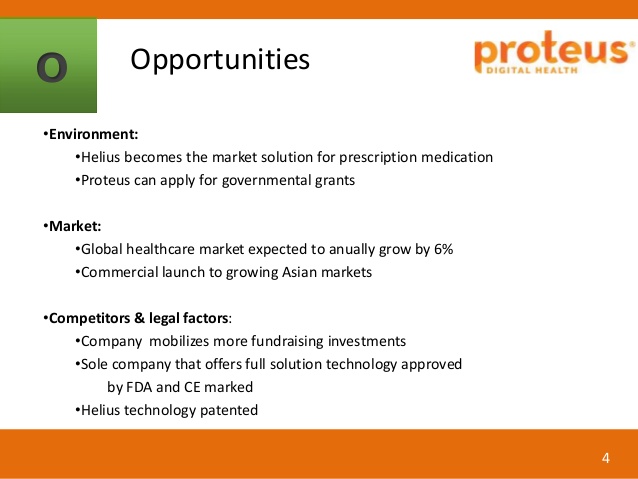 O
Opportunities
proteus®
DIGITAL HEALTH
•Environment:
•Helius becomes the market solution for prescription medication
•Proteus can apply for governmental grants
•Market:
•Global healthcare market expected to anually grow by 6%
•Commercial launch to growing Asian markets
•Competitors & legal factors:
•Company mobilizes more fundraising investments
•Sole company that offers full solution technology approved
by FDA and CE marked
•Helius technology patented
4